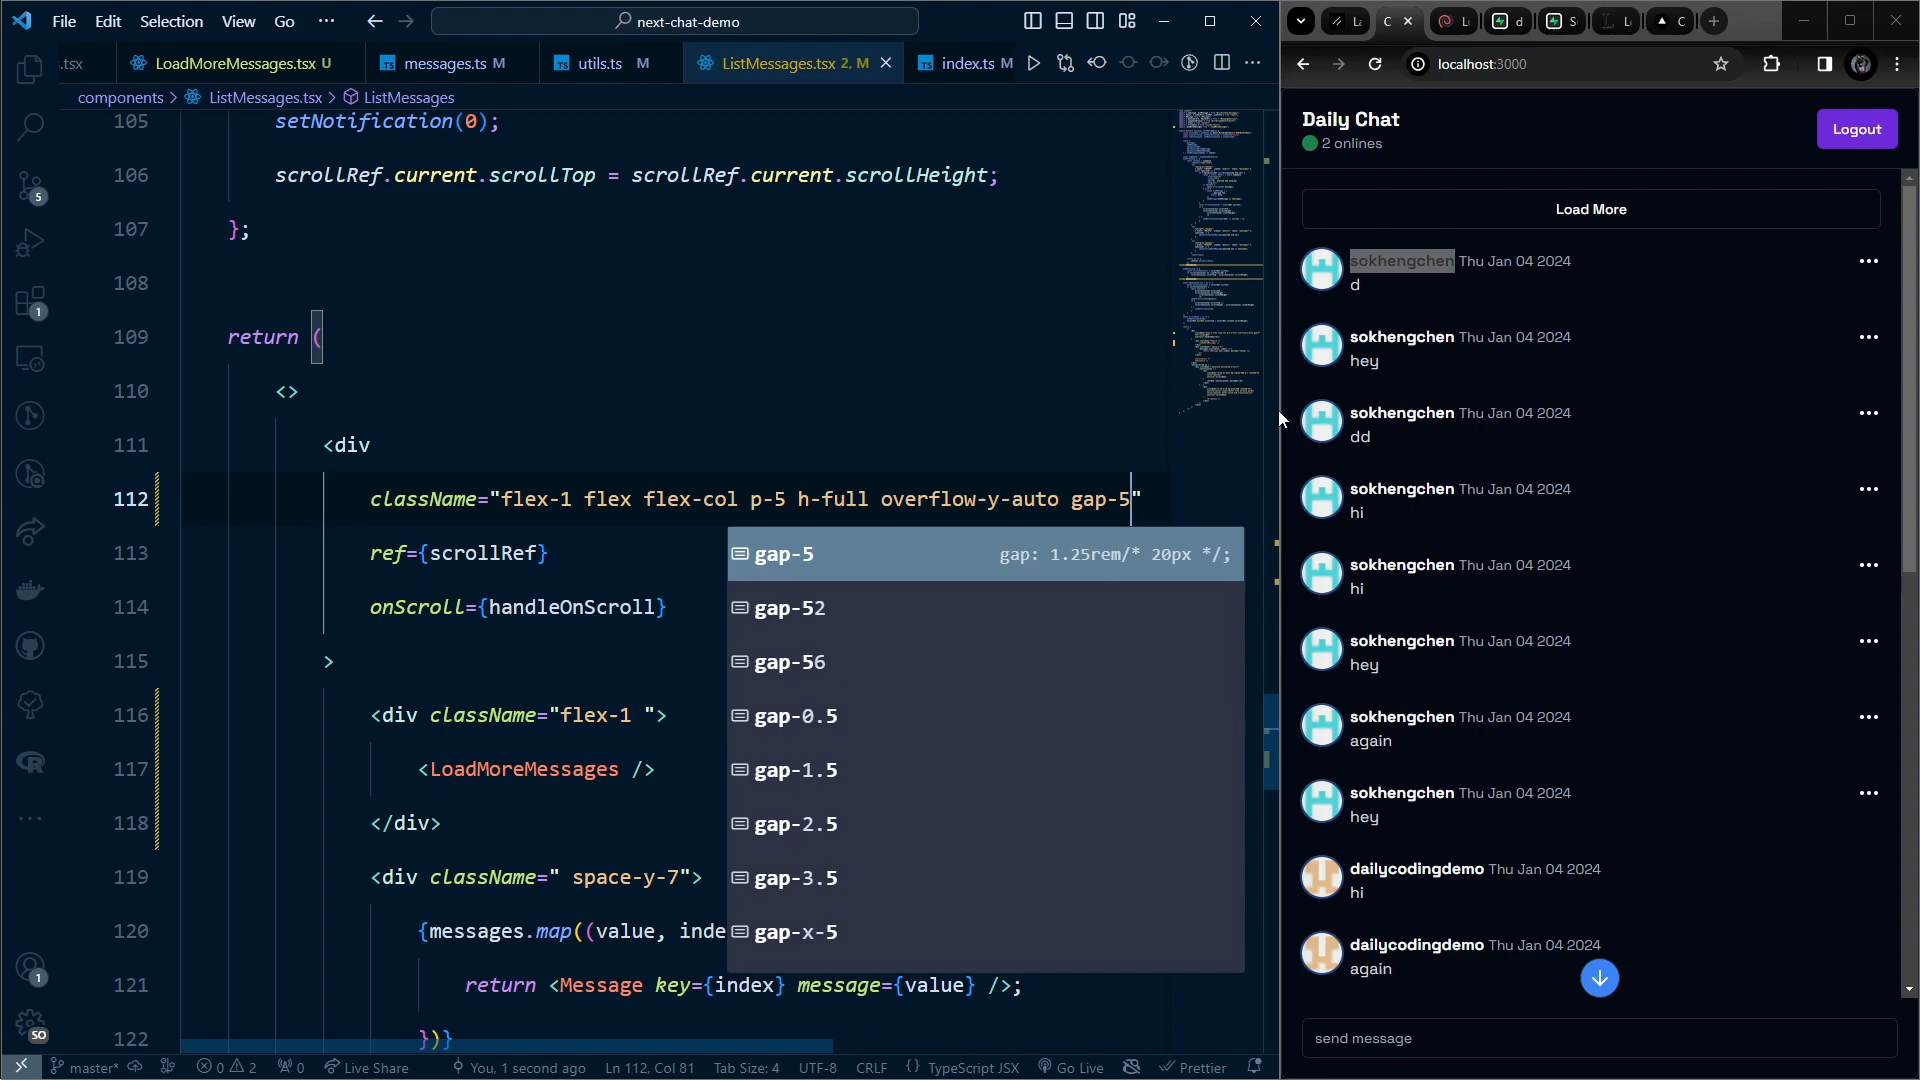 File Edit Selection View Go ···
next-chat-demo
.tsx
LoadMoreMessages.tsx U
messages.ts M
utils.ts M
ListMessages.tsx 2, M
index.ts M
components > ListMessages.tsx > ListMessages
105 setNotification(0);
106 scrollRef.current.scrollTop = scrollRef.current.scrollHeight;
107 };
108
109 return (
110 <>
111 <div
112 className="flex-1 flex flex-col p-5 h-full overflow-y-auto gap-5"
113 ref={scrollRef}
114 onScroll={handleOnScroll}
115 >
116 <div className="flex-1 ">
117 <LoadMoreMessages />
118 </div>
119 <div className=" space-y-7">
120 {messages.map((value, inde
121 return <Message key={index} message={value} />;
122 })}
gap-5 gap: 1.25rem/* 20px */;
gap-52
gap-56
gap-0.5
gap-1.5
gap-2.5
gap-3.5
gap-x-5
5
1
1
SO
master* 0 2 0 Live Share You, 1 second ago Ln 112, Col 81 Tab Size: 4 UTF-8 CRLF {} TypeScript JSX Go Live Prettier
localhost:3000
Daily Chat
2 onlines
Logout
Load More
sokhengchen Thu Jan 04 2024
d
sokhengchen Thu Jan 04 2024
hey
sokhengchen Thu Jan 04 2024
dd
sokhengchen Thu Jan 04 2024
hi
sokhengchen Thu Jan 04 2024
hi
sokhengchen Thu Jan 04 2024
hey
sokhengchen Thu Jan 04 2024
again
sokhengchen Thu Jan 04 2024
hey
dailycodingdemo Thu Jan 04 2024
hi
dailycodingdemo Thu Jan 04 2024
again
send message